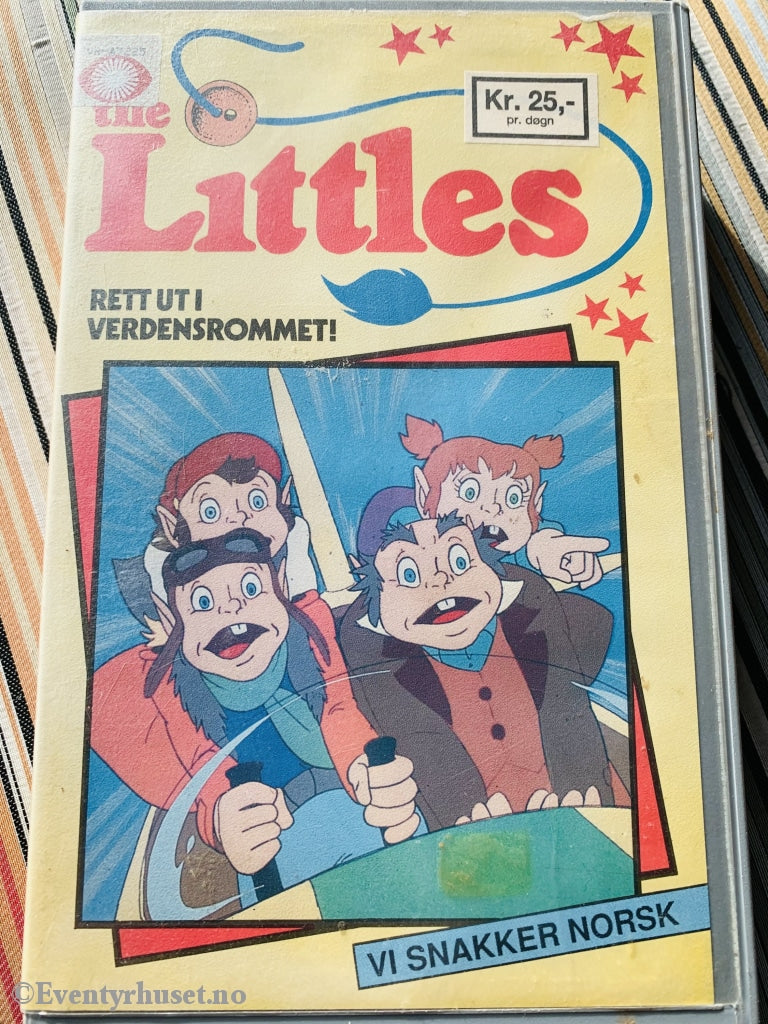 the
Littles
Kr. 25,-
pr. døgn
RETT UT I
VERDENSROMMET!
VI SNAKKER NORSK
©Eventyrhuset.no